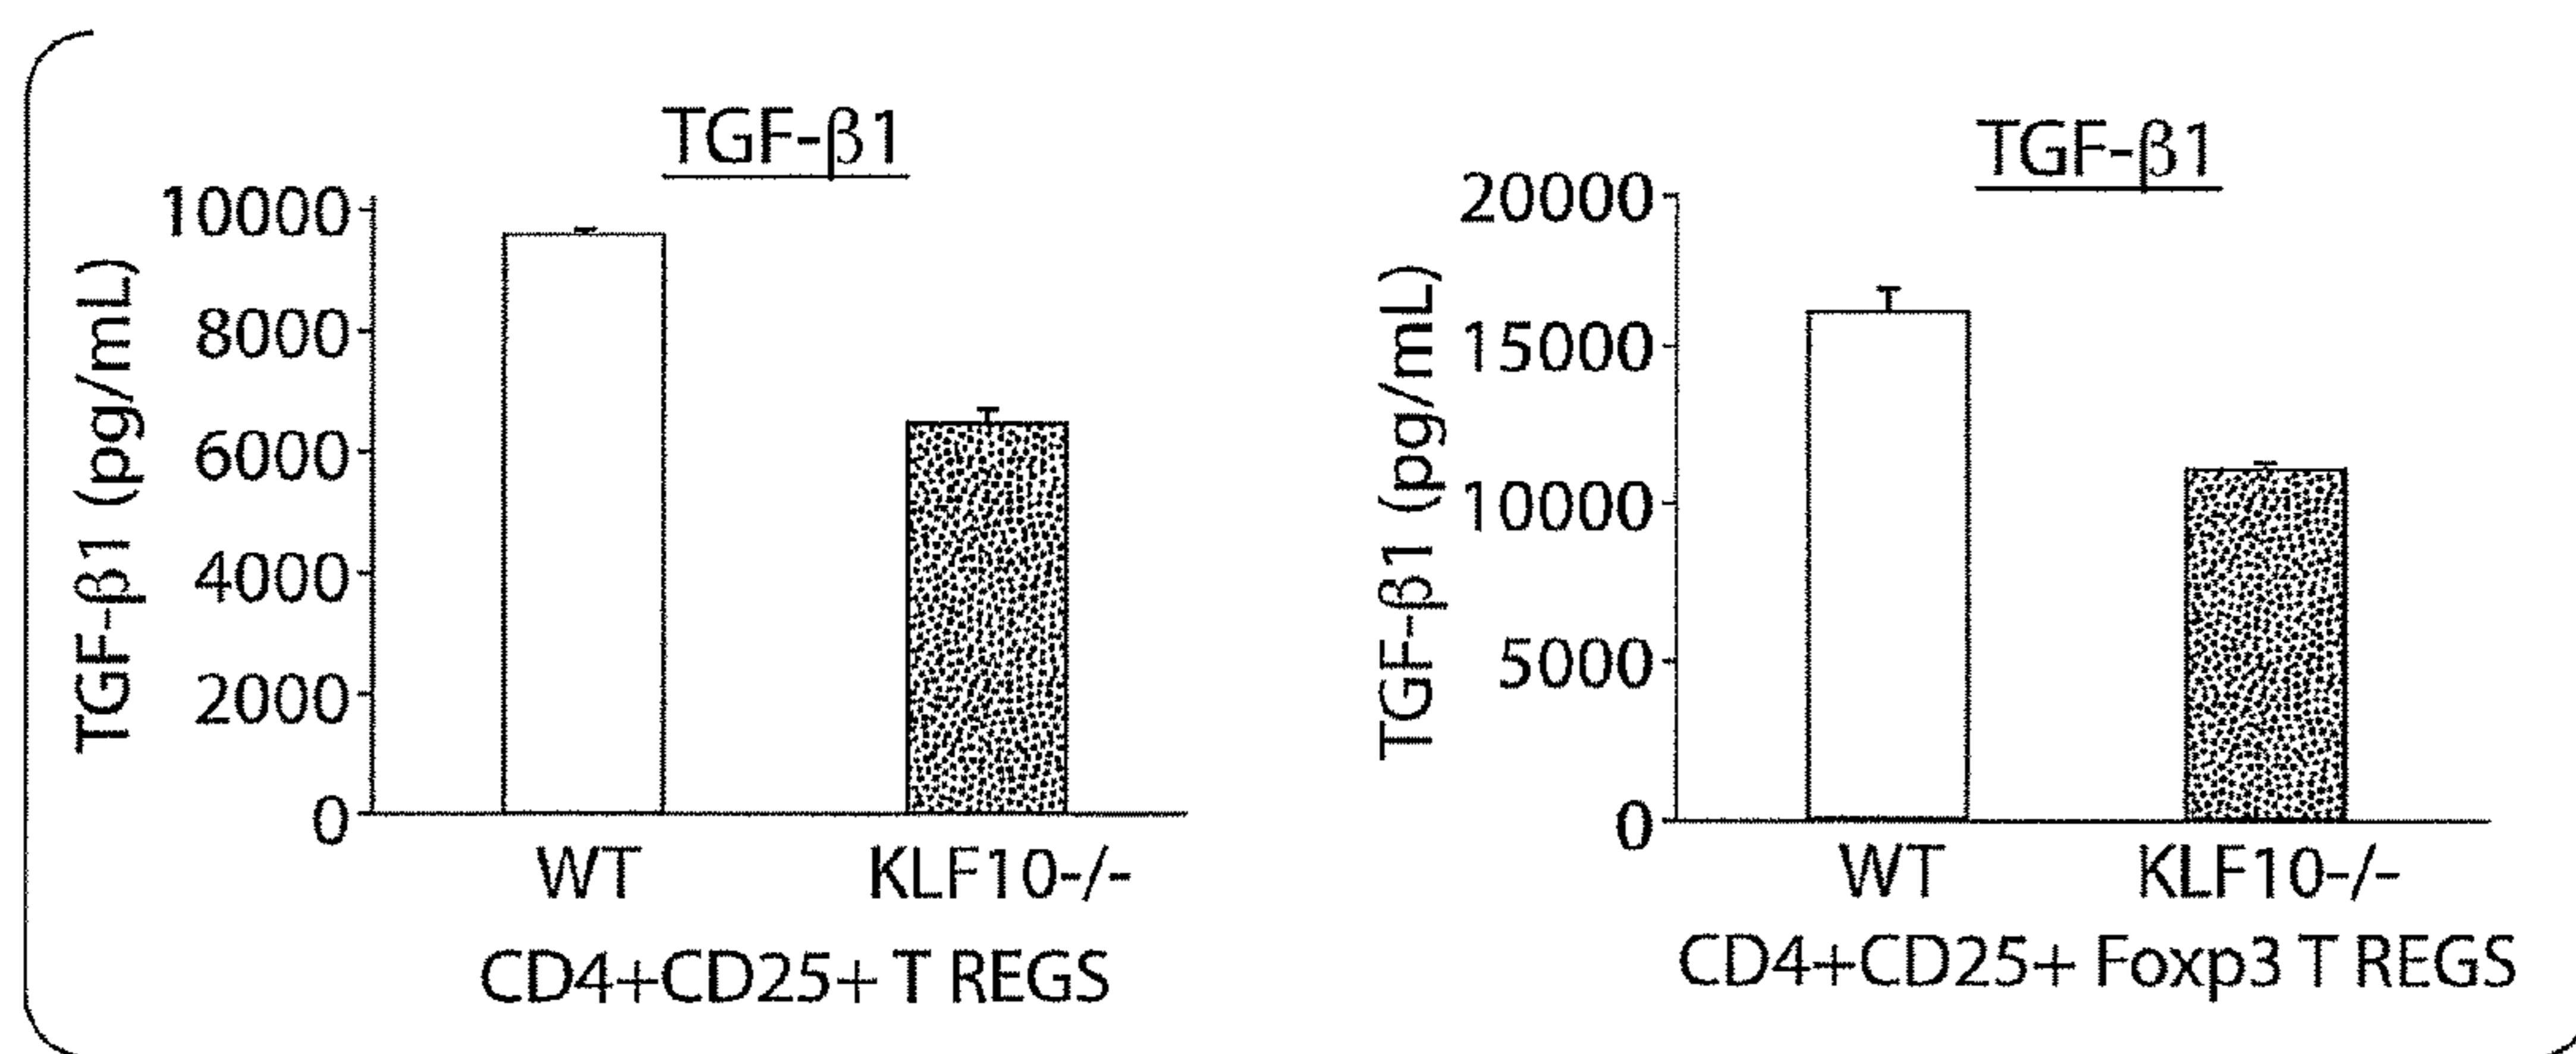 TGF-β1
10000
8000
6000
4000
2000
0
TGF-β1 (pg/mL)
WT KLF10-/-
CD4+CD25+ T REGS
TGF-β1
20000
15000
10000
5000
0
TGF-β1 (pg/mL)
WT KLF10-/-
CD4+CD25+ Foxp3 T REGS